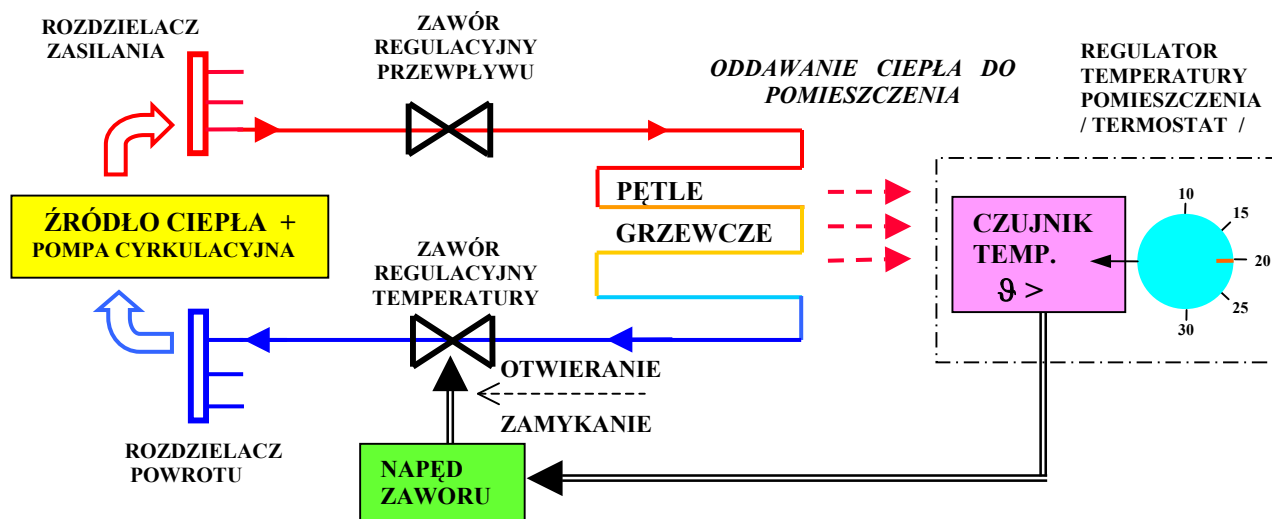 ROZDZIELACZ
ZASILANIA
ZAWÓR
REGULACYJNY
PRZEWPŁYWU
ODDAWANIE CIEPŁA DO
POMIESZCZENIA
REGULATOR
TEMPERATURY
POMIESZCZENIA
/ TERMOSTAT /
ŹRÓDŁO CIEPŁA +
POMPA CYRKULACYJNA
PĘTLE
GRZEWCZE
ZAWÓR
REGULACYJNY
TEMPERATURY
CZUJNIK
TEMP.
ϑ >
10
15
20
25
30
OTWIERANIE
ZAMYKANIE
ROZDZIELACZ
POWROTU
NAPĘD
ZAWORU